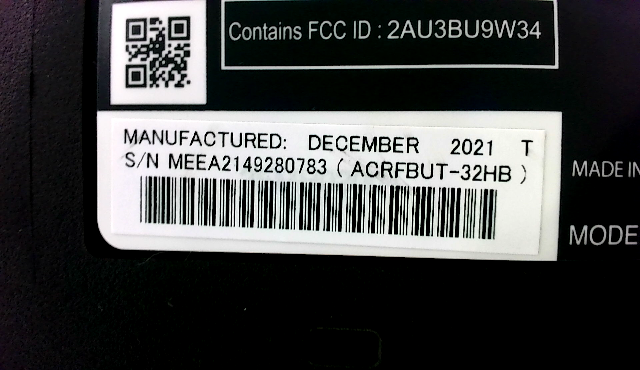 Contains FCC ID : 2AU3BU9W34
MANUFACTURED: DECEMBER 2021 T
S/N MEEA2149280783 ( ACRFBUT-32HB )
MADE IN
MODE